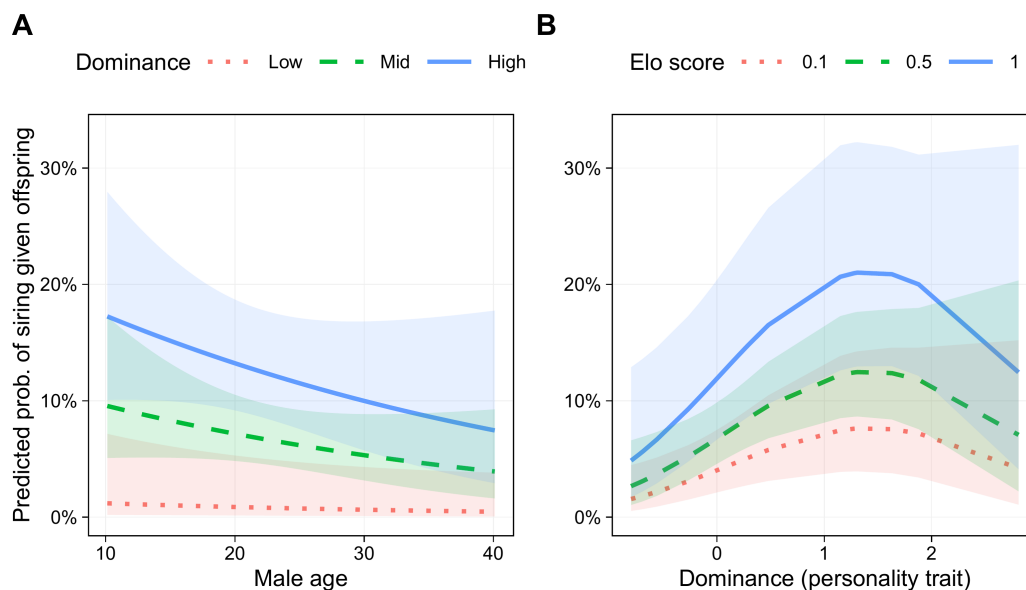 A
B
Dominance Low Mid High
Elo score 0.1 0.5 1
Predicted prob. of siring given offspring
30%
20%
10%
0%
10 20 30 40
Male age
30%
20%
10%
0%
0 1 2
Dominance (personality trait)